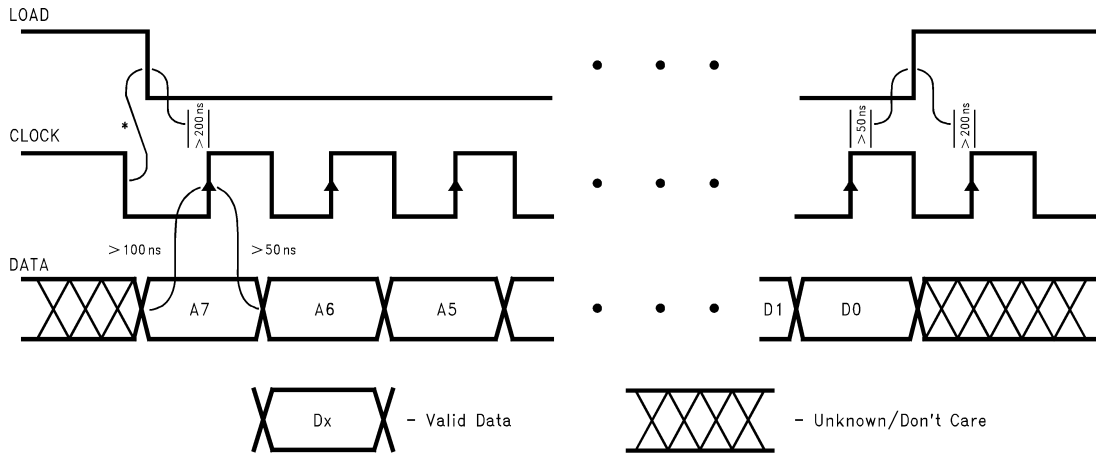 LOAD
>200ns
>50ns
>200ns
*
CLOCK
>100ns
>50ns
DATA
A7
A6
A5
D1
D0
Dx
- Valid Data
- Unknown/Don't Care